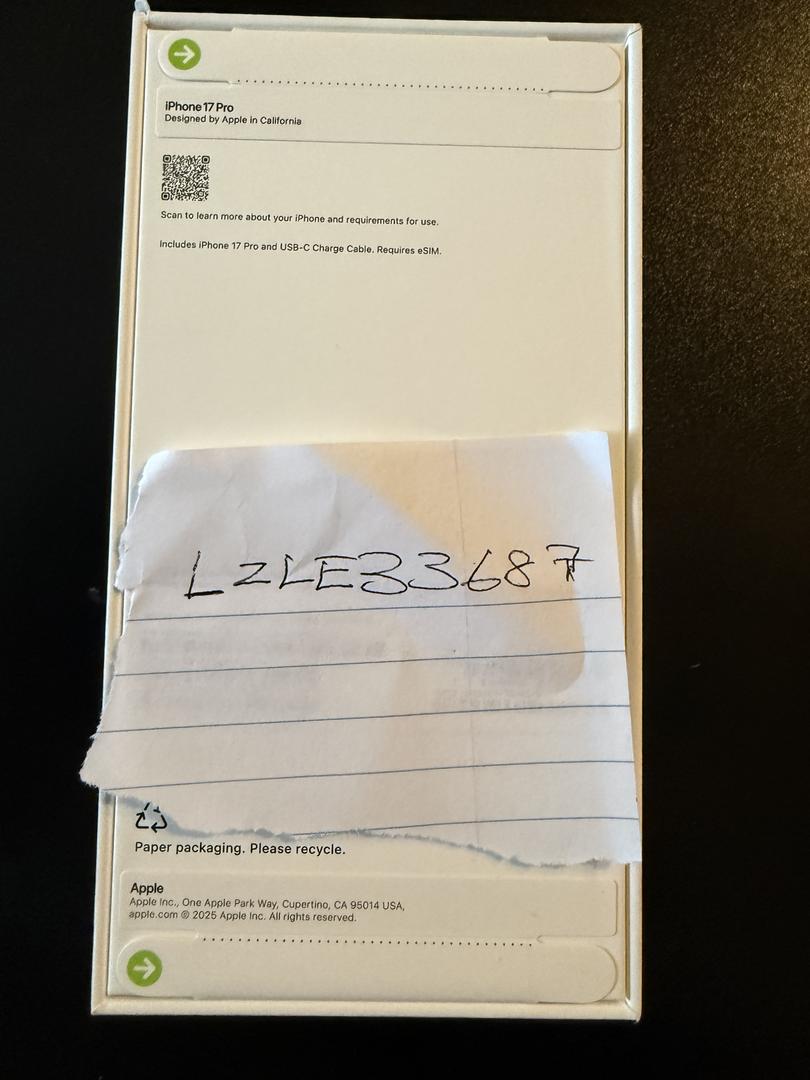 iPhone 17 Pro
Designed by Apple in California
Scan to learn more about your iPhone and requirements for use.
Includes iPhone 17 Pro and USB-C Charge Cable. Requires eSIM.
LZLE33687
Paper packaging. Please recycle.
Apple
Apple Inc., One Apple Park Way, Cupertino, CA 95014 USA,
apple.com © 2025 Apple Inc. All rights reserved.